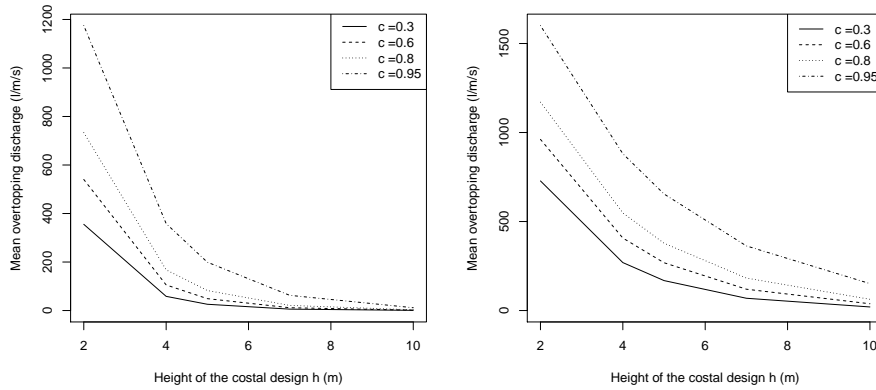 1200
1000
800
600
400
200
0
Mean overtopping discharge (l/m/s)
c =0.3
c =0.6
c =0.8
c =0.95
2 4 6 8 10
Height of the costal design h (m)
1500
1000
500
0
Mean overtopping discharge (l/m/s)
c =0.3
c =0.6
c =0.8
c =0.95
2 4 6 8 10
Height of the costal design h (m)